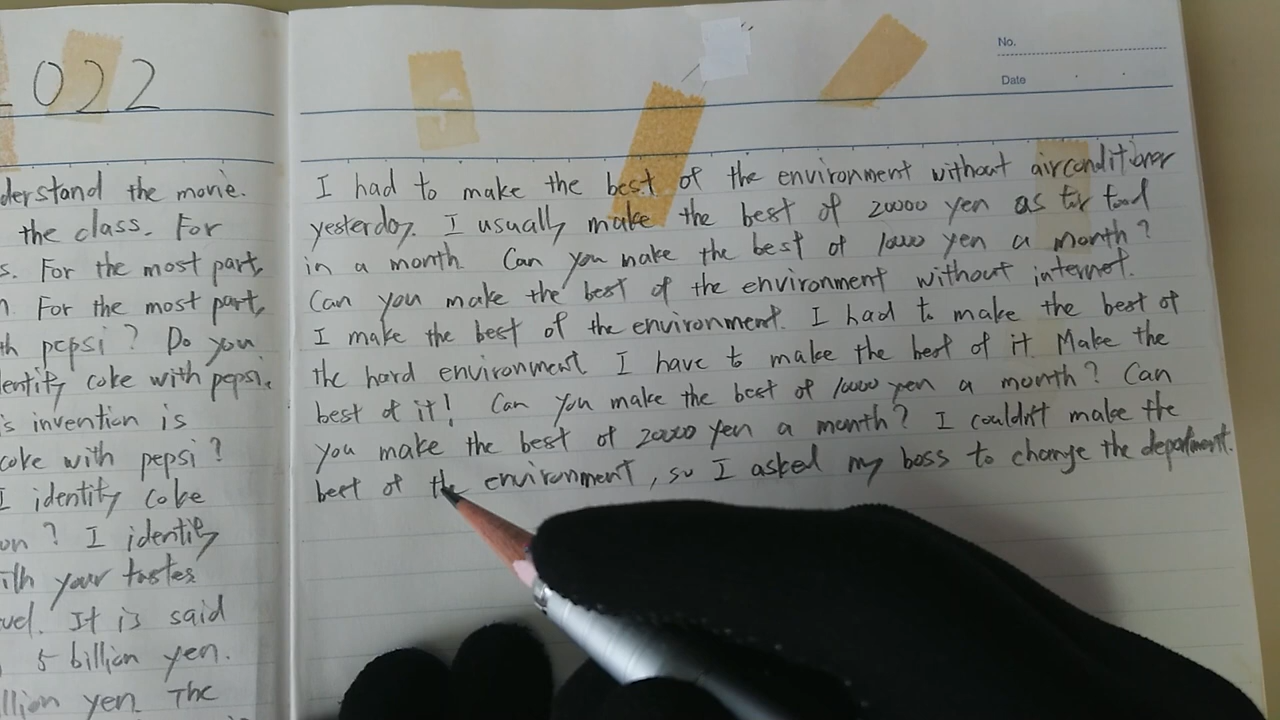 022
derstand the movie.
the class. For
s. For the most part,
n. For the most part,
th pepsi? Do you
dentify coke with pepsi.
is invention is
coke with pepsi?
I identify coke
on? I identify
ith your tastes
vel. It is said
5 billion yen.
llion yen. The
No.
Date
I had to make the best of the environment without airconditioner
yesterday. I usually make the best of 20000 yen as for food
in a month. Can you make the best of 10000 yen a month?
Can you make the best of the environment without internet.
I make the best of the environment. I had to make the best of
the hard environment I have to make the best of it. Make the
best of it! Can you make the best of 10000 yen a month? Can
you make the best of 20000 yen a month? I couldn't make the
best of the environment, so I asked my boss to change the department.